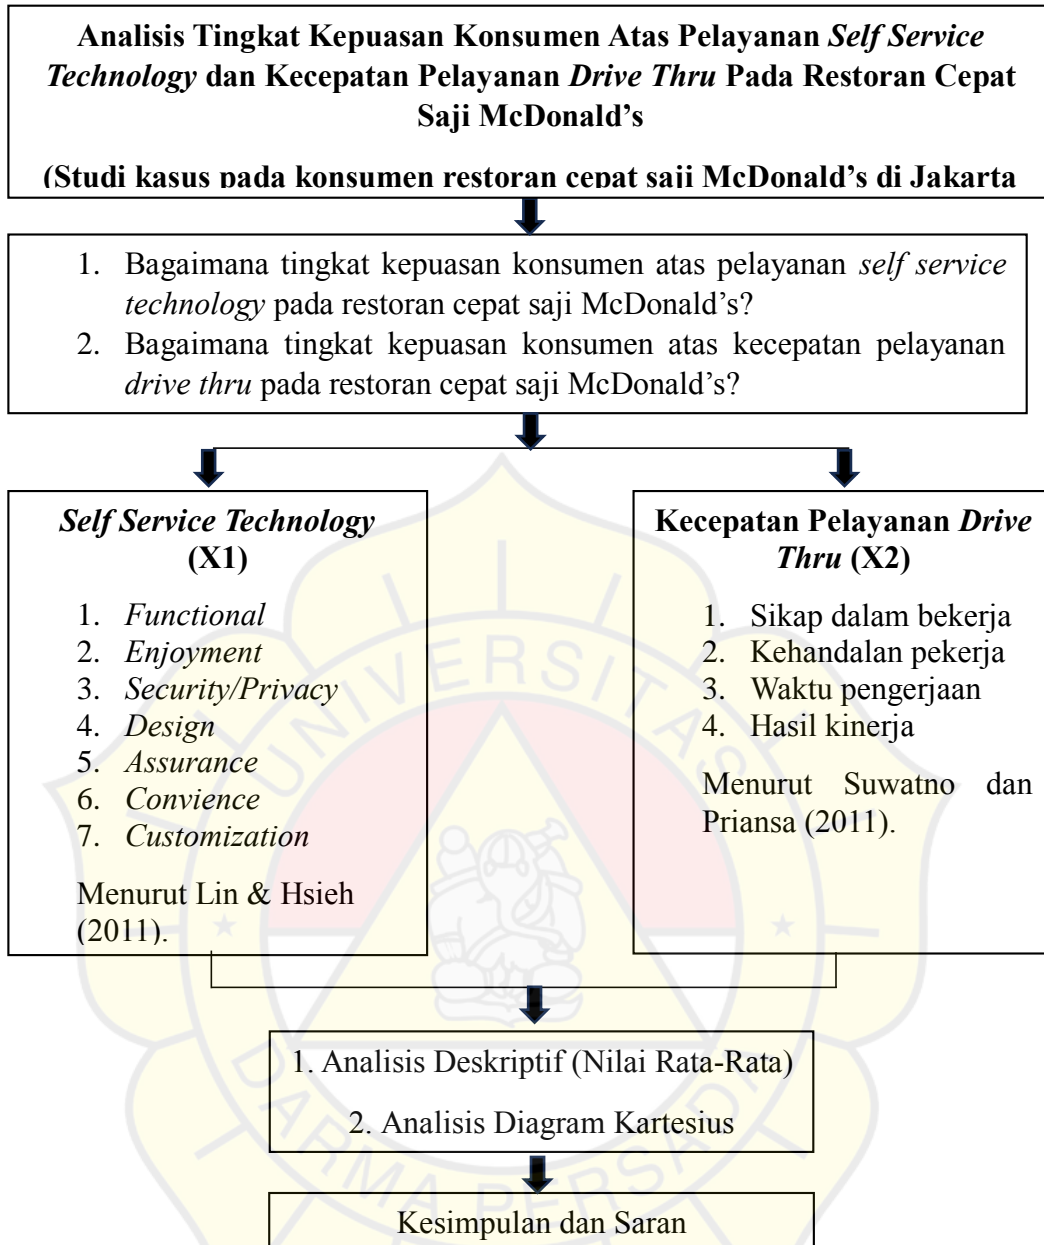 Analisis Tingkat Kepuasan Konsumen Atas Pelayanan Self Service
Technology dan Kecepatan Pelayanan Drive Thru Pada Restoran Cepat
Saji McDonald's
(Studi kasus pada konsumen restoran cepat saji McDonald's di Jakarta
1. Bagaimana tingkat kepuasan konsumen atas pelayanan self service
technology pada restoran cepat saji McDonald's?
2. Bagaimana tingkat kepuasan konsumen atas kecepatan pelayanan
drive thru pada restoran cepat saji McDonald's?
Self Service Technology
(X1)
1. Functional
2. Enjoyment
3. Security/Privacy
4. Design
5. Assurance
6. Convience
7. Customization
Menurut Lin & Hsieh
(2011).
Kecepatan Pelayanan Drive
Thru (X2)
1. Sikap dalam bekerja
2. Kehandalan pekerja
3. Waktu pengerjaan
4. Hasil kinerja
Menurut Suwatno dan
Priansa (2011).
1. Analisis Deskriptif (Nilai Rata-Rata)
2. Analisis Diagram Kartesius
Kesimpulan dan Saran
UNIVERSITAS
DARMA PERSADA